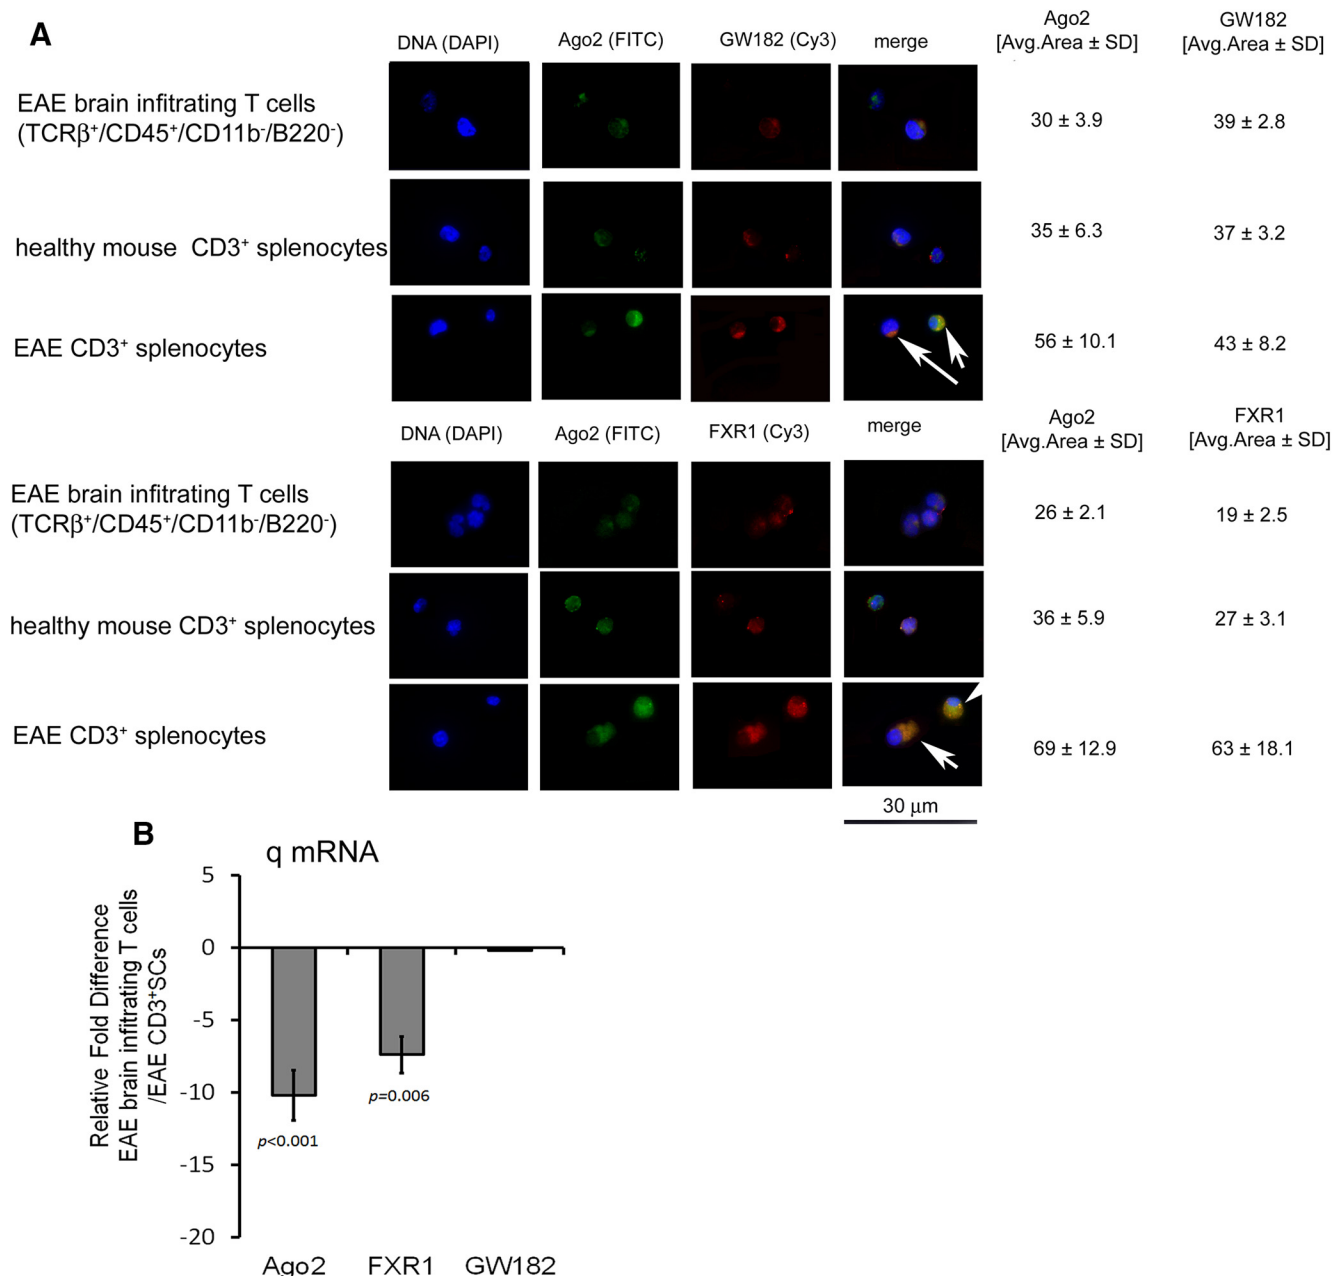 A
DNA (DAPI) Ago2 (FITC) GW182 (Cy3) merge Ago2 [Avg.Area ± SD] GW182 [Avg.Area ± SD]
EAE brain infitrating T cells
(TCRβ⁺/CD45⁺/CD11b⁻/B220⁻)
30 ± 3.9 39 ± 2.8
healthy mouse CD3⁺ splenocytes 35 ± 6.3 37 ± 3.2
EAE CD3⁺ splenocytes 56 ± 10.1 43 ± 8.2
DNA (DAPI) Ago2 (FITC) FXR1 (Cy3) merge Ago2 [Avg.Area ± SD] FXR1 [Avg.Area ± SD]
EAE brain infitrating T cells
(TCRβ⁺/CD45⁺/CD11b⁻/B220⁻)
26 ± 2.1 19 ± 2.5
healthy mouse CD3⁺ splenocytes 36 ± 5.9 27 ± 3.1
EAE CD3⁺ splenocytes 69 ± 12.9 63 ± 18.1
30 μm
B
q mRNA
Relative Fold Difference
EAE brain infitrating T cells
/EAE CD3⁺SCs
5
0
-5
-10
-15
-20
p<0.001
p=0.006
Ago2 FXR1 GW182